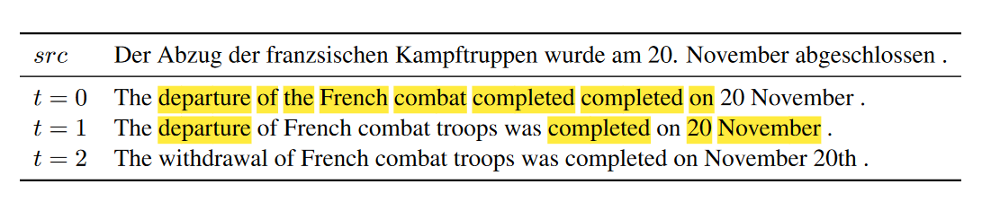 src Der Abzug der franzsischen Kampftruppen wurde am 20. November abgeschlossen .
t = 0 The departure of the French combat completed completed on 20 November .
t = 1 The departure of French combat troops was completed on 20 November .
t = 2 The withdrawal of French combat troops was completed on November 20th .